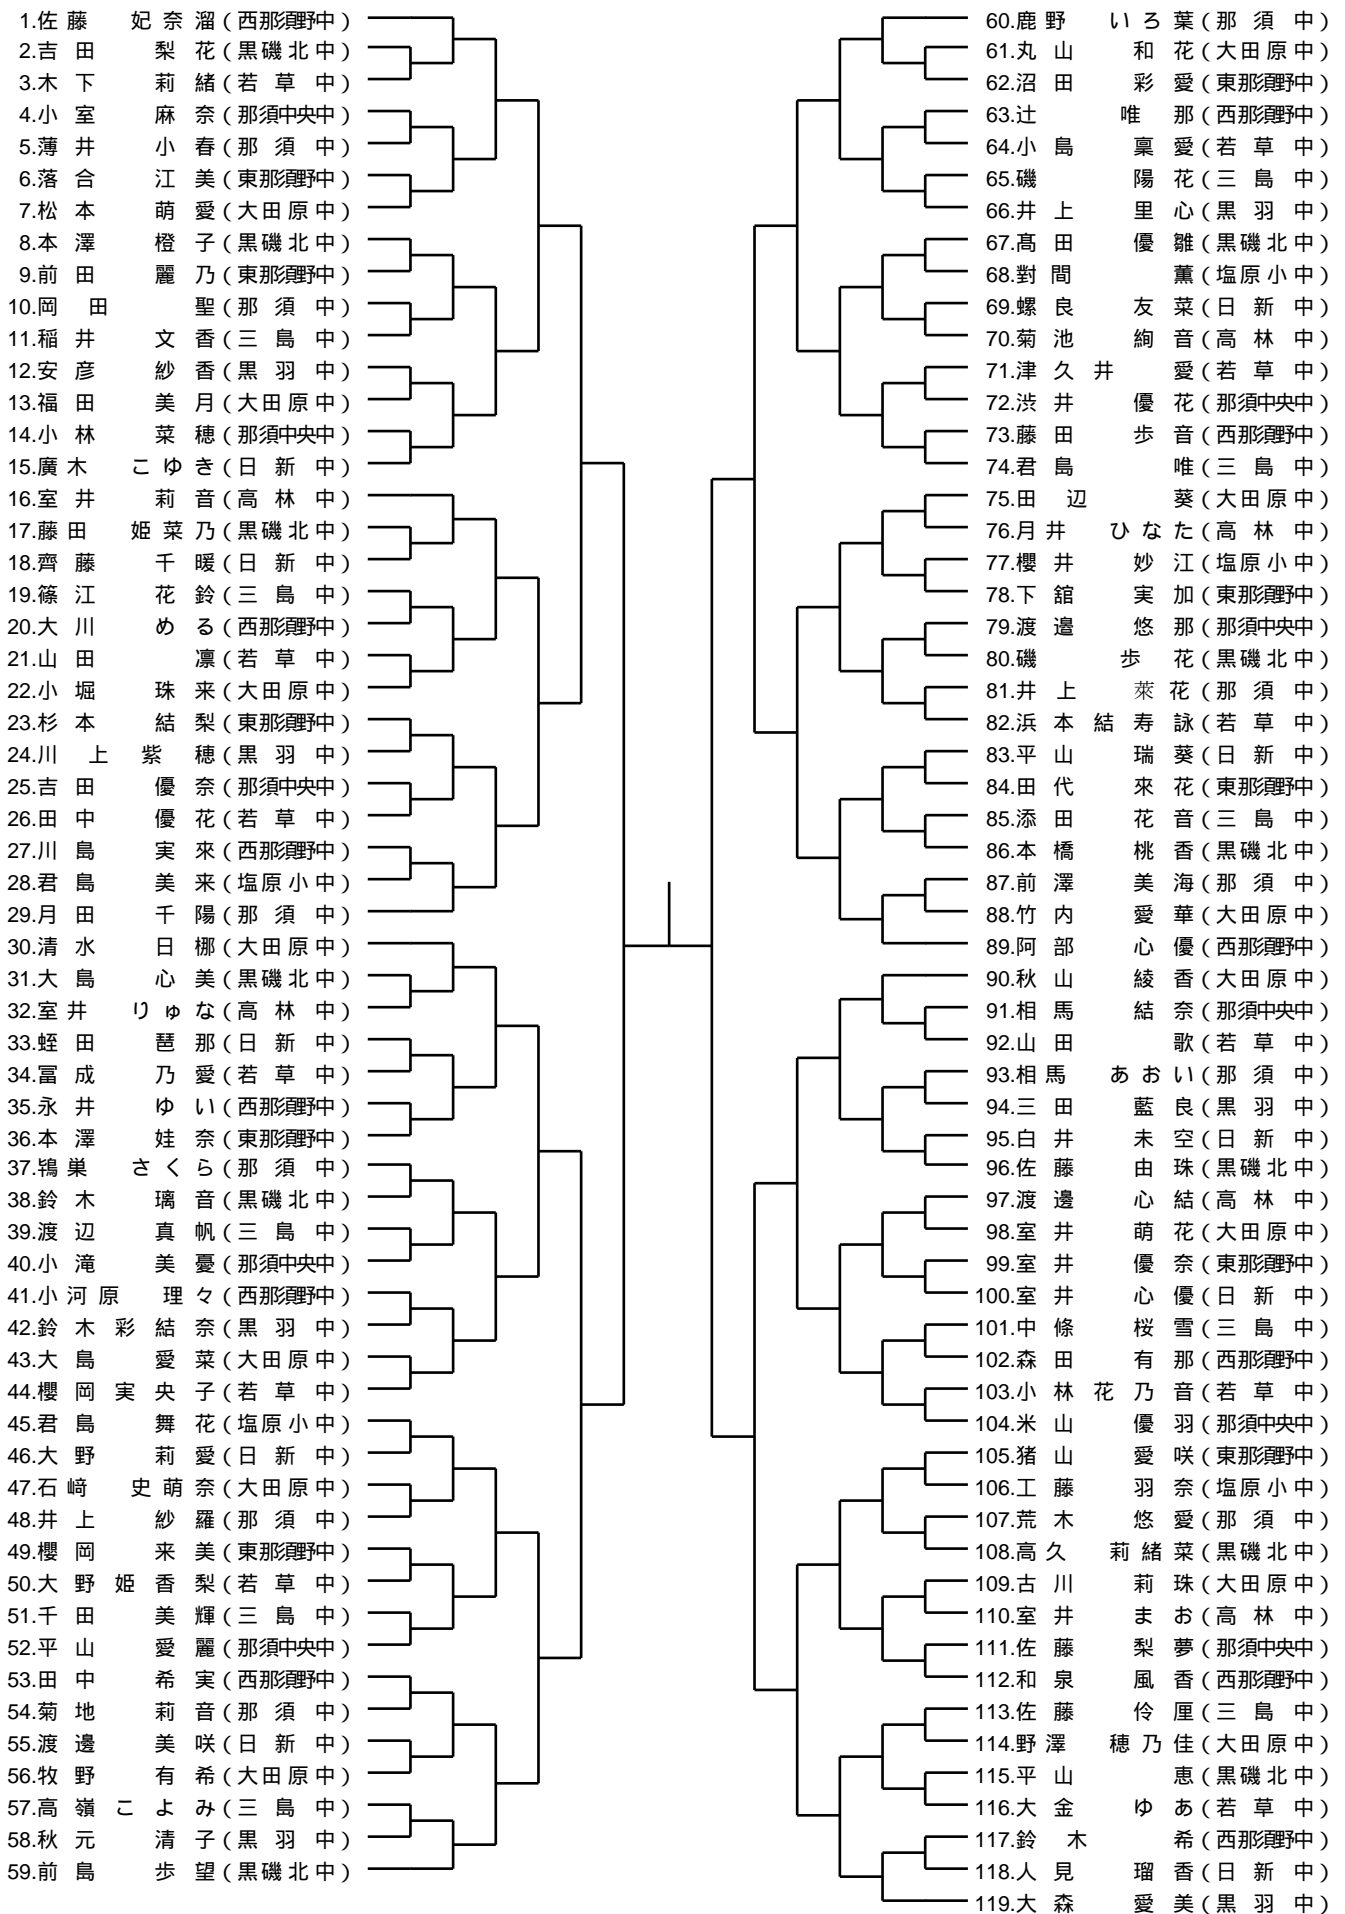 1.佐藤 妃奈溜(西那須野中)
2.吉田 梨花(黒磯北中)
3.木下 莉緒(若草中)
4.小室 麻奈(那須中央中)
5.薄井 小春(那須中)
6.落合 江美(東那須野中)
7.松本 萌愛(大田原中)
8.本澤 橙子(黒磯北中)
9.前田 麗乃(東那須野中)
10.岡田 聖(那須中)
11.稲井 文香(三島中)
12.安彦 紗香(黒羽中)
13.福田 美月(大田原中)
14.小林 菜穂(那須中央中)
15.廣木 こゆき(日新中)
16.室井 莉音(高林中)
17.藤田 姫菜乃(黒磯北中)
18.齊藤 千暖(日新中)
19.篠江 花鈴(三島中)
20.大川 める(西那須野中)
21.山田 凛(若草中)
22.小堀 珠来(大田原中)
23.杉本 結梨(東那須野中)
24.川上 紫穂(黒羽中)
25.吉田 優奈(那須中央中)
26.田中 優花(若草中)
27.川島 実來(西那須野中)
28.君島 美来(塩原小中)
29.月田 千陽(那須中)
30.清水 日梛(大田原中)
31.大島 心美(黒磯北中)
32.室井 りゅな(高林中)
33.蛭田 琶那(日新中)
34.冨成 乃愛(若草中)
35.永井 ゆい(西那須野中)
36.本澤 娃奈(東那須野中)
37.鴇巣 さくら(那須中)
38.鈴木 璃音(黒磯北中)
39.渡辺 真帆(三島中)
40.小滝 美憂(那須中央中)
41.小河原 理々(西那須野中)
42.鈴木彩結奈(黒羽中)
43.大島 愛菜(大田原中)
44.櫻岡実央子(若草中)
45.君島 舞花(塩原小中)
46.大野 莉愛(日新中)
47.石﨑 史萌奈(大田原中)
48.井上 紗羅(那須中)
49.櫻岡 来美(東那須野中)
50.大野姫香梨(若草中)
51.千田 美輝(三島中)
52.平山 愛麗(那須中央中)
53.田中 希実(西那須野中)
54.菊地 莉音(那須中)
55.渡邊 美咲(日新中)
56.牧野 有希(大田原中)
57.高嶺こよみ(三島中)
58.秋元 清子(黒羽中)
59.前島 歩望(黒磯北中)
60.鹿野 いろ葉(那須中)
61.丸山 和花(大田原中)
62.沼田 彩愛(東那須野中)
63.辻 唯那(西那須野中)
64.小島 稟愛(若草中)
65.磯 陽花(三島中)
66.井上 里心(黒羽中)
67.髙田 優雛(黒磯北中)
68.對間 薫(塩原小中)
69.螺良 友菜(日新中)
70.菊池 絢音(高林中)
71.津久井 愛(若草中)
72.渋井 優花(那須中央中)
73.藤田 歩音(西那須野中)
74.君島 唯(三島中)
75.田辺 葵(大田原中)
76.月井 ひなた(高林中)
77.櫻井 妙江(塩原小中)
78.下舘 実加(東那須野中)
79.渡邉 悠那(那須中央中)
80.磯 歩花(黒磯北中)
81.井上 萊花(那須中)
82.浜本結寿詠(若草中)
83.平山 瑞葵(日新中)
84.田代 來花(東那須野中)
85.添田 花音(三島中)
86.本橋 桃香(黒磯北中)
87.前澤 美海(那須中)
88.竹内 愛華(大田原中)
89.阿部 心優(西那須野中)
90.秋山 綾香(大田原中)
91.相馬 結奈(那須中央中)
92.山田 歌(若草中)
93.相馬 あおい(那須中)
94.三田 藍良(黒羽中)
95.白井 未空(日新中)
96.佐藤 由珠(黒磯北中)
97.渡邊 心結(高林中)
98.室井 萌花(大田原中)
99.室井 優奈(東那須野中)
100.室井 心優(日新中)
101.中條 桜雪(三島中)
102.森田 有那(西那須野中)
103.小林花乃音(若草中)
104.米山 優羽(那須中央中)
105.猪山 愛咲(東那須野中)
106.工藤 羽奈(塩原小中)
107.荒木 悠愛(那須中)
108.高久 莉緒菜(黒磯北中)
109.古川 莉珠(大田原中)
110.室井 まお(高林中)
111.佐藤 梨夢(那須中央中)
112.和泉 風香(西那須野中)
113.佐藤 伶厘(三島中)
114.野澤 穂乃佳(大田原中)
115.平山 恵(黒磯北中)
116.大金 ゆあ(若草中)
117.鈴木 希(西那須野中)
118.人見 瑠香(日新中)
119.大森 愛美(黒羽中)